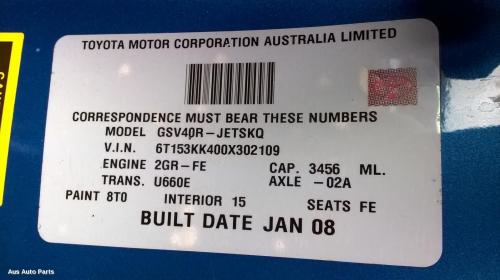 TOYOTA MOTOR CORPORATION AUSTRALIA LIMITED
CORRESPONDENCE MUST BEAR THESE NUMBERS
MODEL GSV40R-JETSKQ
V.I.N. 6T153KK400X302109
ENGINE 2GR-FE CAP. 3456 ML.
TRANS. U660E AXLE -02A
PAINT 8T0 INTERIOR 15 SEATS FE
BUILT DATE JAN 08
Aus Auto Parts